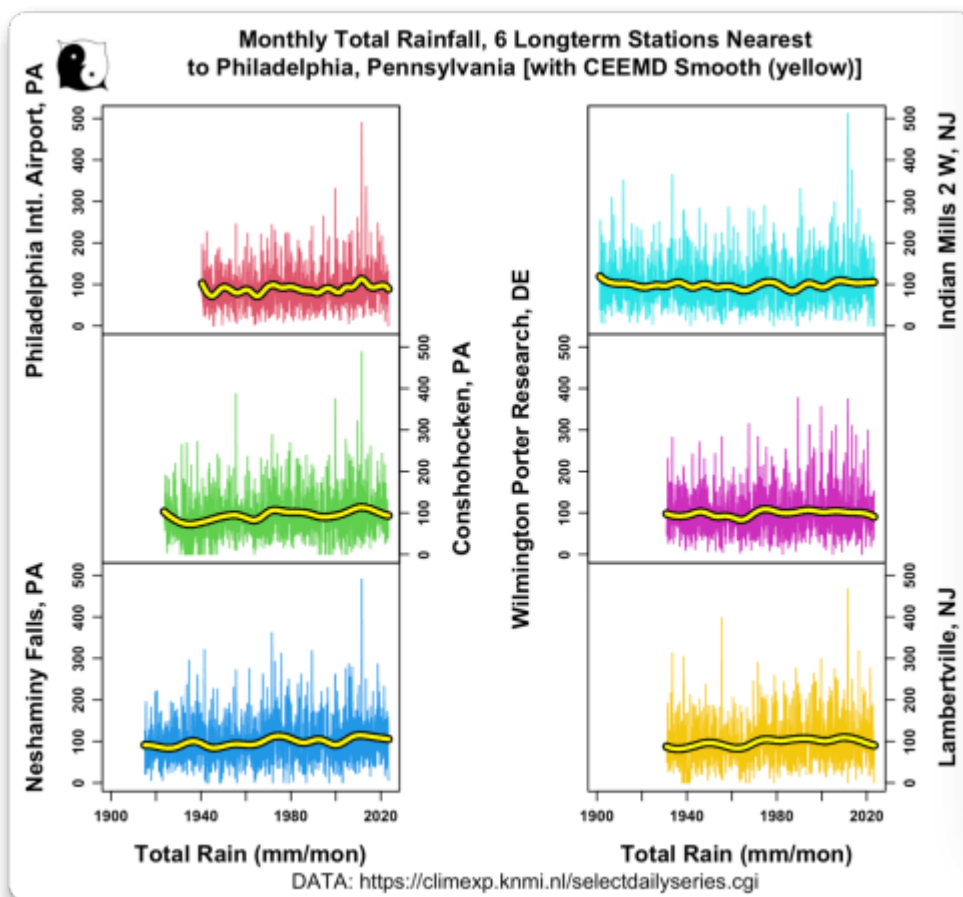 Monthly Total Rainfall, 6 Longterm Stations Nearest
to Philadelphia, Pennsylvania [with CEEMD Smooth (yellow)]
Philadelphia Intl. Airport, PA
0 100 200 300 400 500
Indian Mills 2 W, NJ
0 100 200 300 400 500
Conshohocken, PA
0 100 200 300 400 500
Wilmington Porter Research, DE
0 100 200 300 400 500
Neshaminy Falls, PA
0 100 200 300 400 500
Lambertville, NJ
0 100 200 300 400 500
1900 1940 1980 2020
1900 1940 1980 2020
Total Rain (mm/mon)
Total Rain (mm/mon)
DATA: https://climexp.knmi.nl/selectdailyseries.cgi